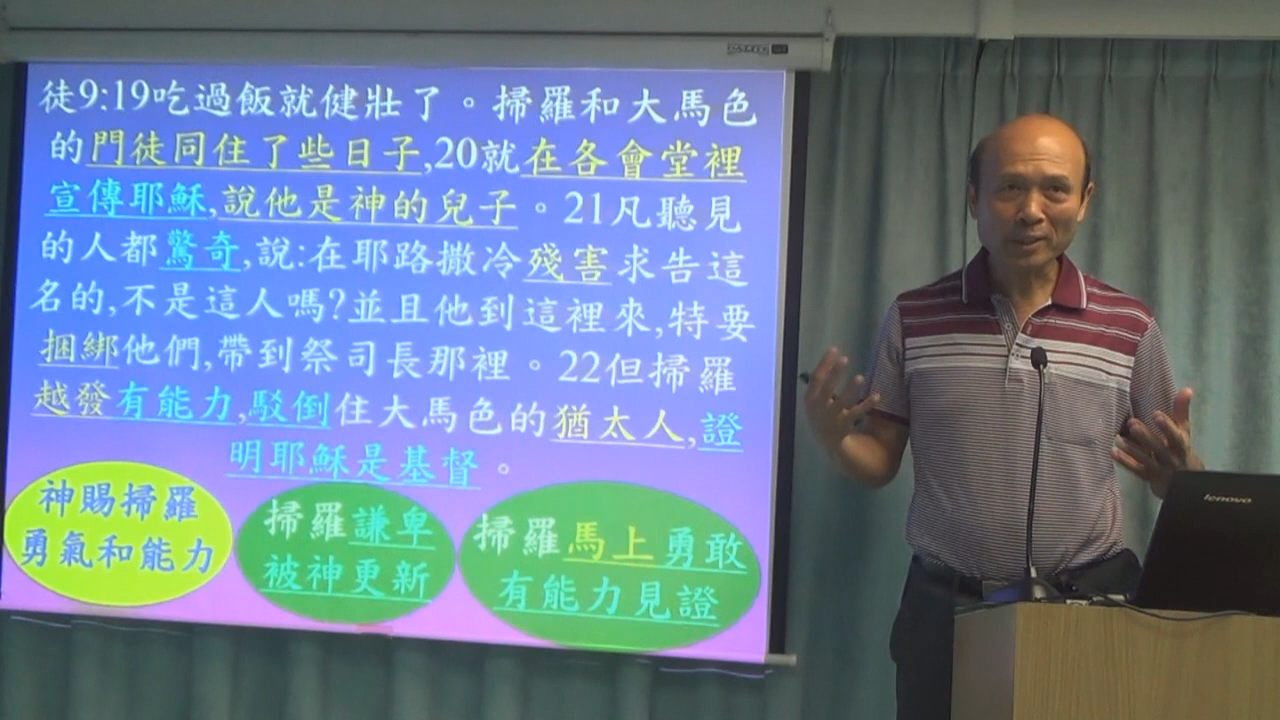 徒9:19吃過飯就健壯了。掃羅和大馬色
的門徒同住了些日子,20就在各會堂裡
宣傳耶穌,說他是神的兒子。21凡聽見
的人都驚奇,說:在耶路撒冷殘害求告這
名的,不是這人嗎?並且他到這裡來,特要
捆綁他們,帶到祭司長那裡。22但掃羅
越發有能力,駁倒住大馬色的猶太人,證
明耶穌是基督。
神賜掃羅
勇氣和能力
掃羅謙卑
被神更新
掃羅馬上勇敢
有能力見證
lenovo